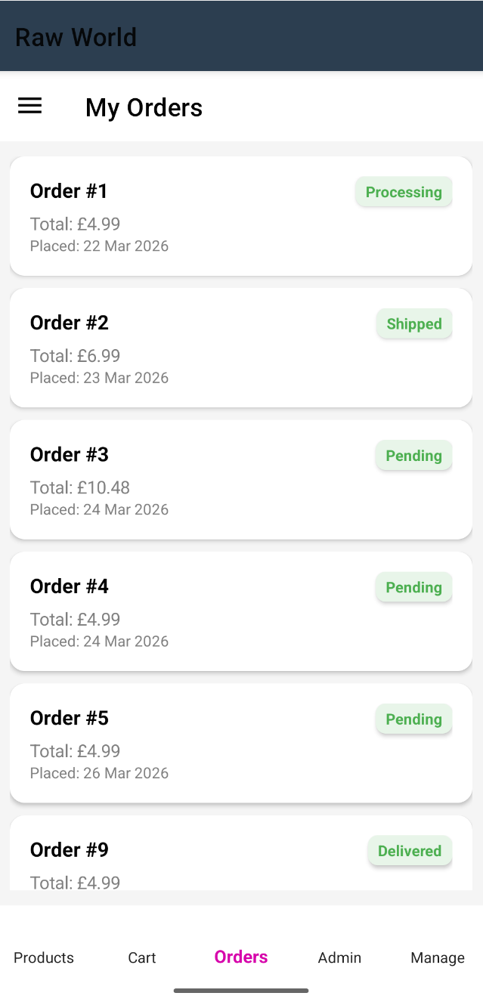 Raw World
My Orders
Order #1
Processing
Total: £4.99
Placed: 22 Mar 2026
Order #2
Shipped
Total: £6.99
Placed: 23 Mar 2026
Order #3
Pending
Total: £10.48
Placed: 24 Mar 2026
Order #4
Pending
Total: £4.99
Placed: 24 Mar 2026
Order #5
Pending
Total: £4.99
Placed: 26 Mar 2026
Order #9
Delivered
Total: £4.99
Products
Cart
Orders
Admin
Manage